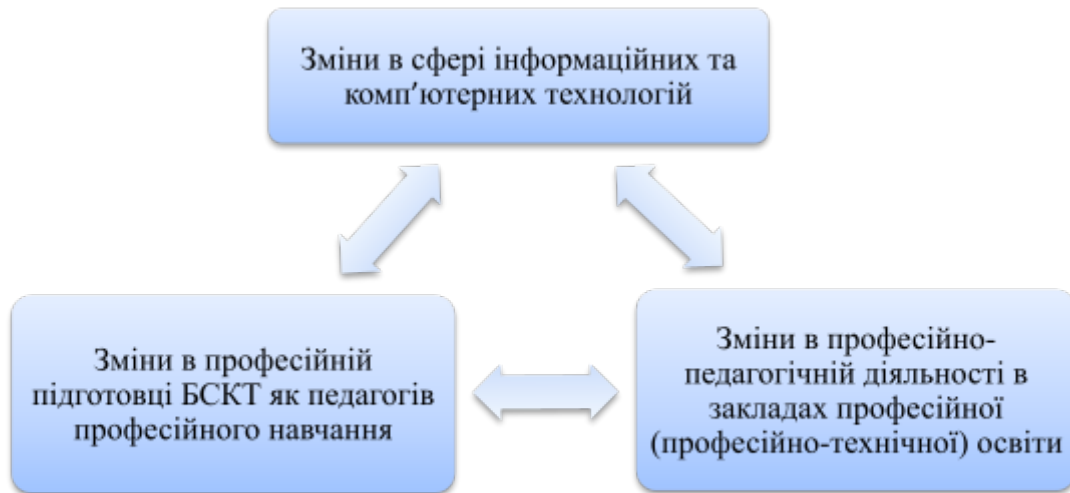 Зміни в сфері інформаційних та
комп′ютерних технологій
Зміни в професійній
підготовці БСКТ як педагогів
професійного навчання
Зміни в професійно-
педагогічній діяльності в
закладах професійної
(професійно-технічної) освіти